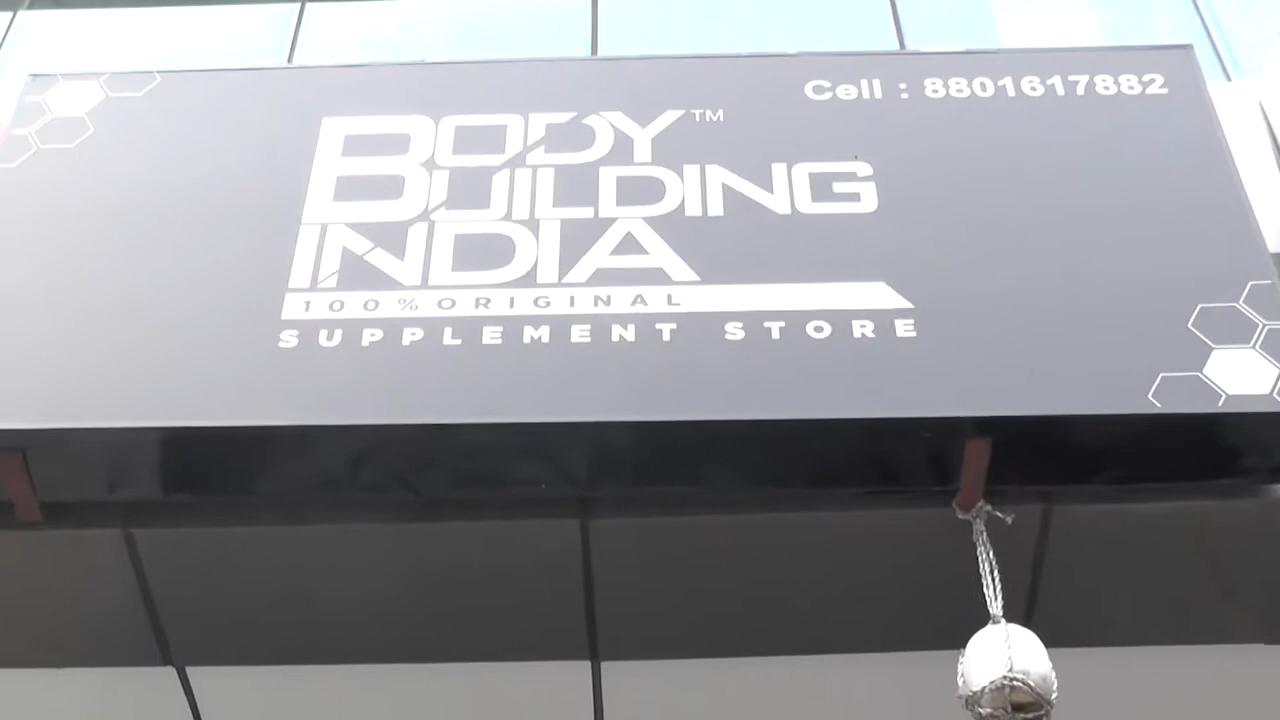 Cell : 8801617882
BODY™
BUILDING
INDIA
100% ORIGINAL
SUPPLEMENT STORE